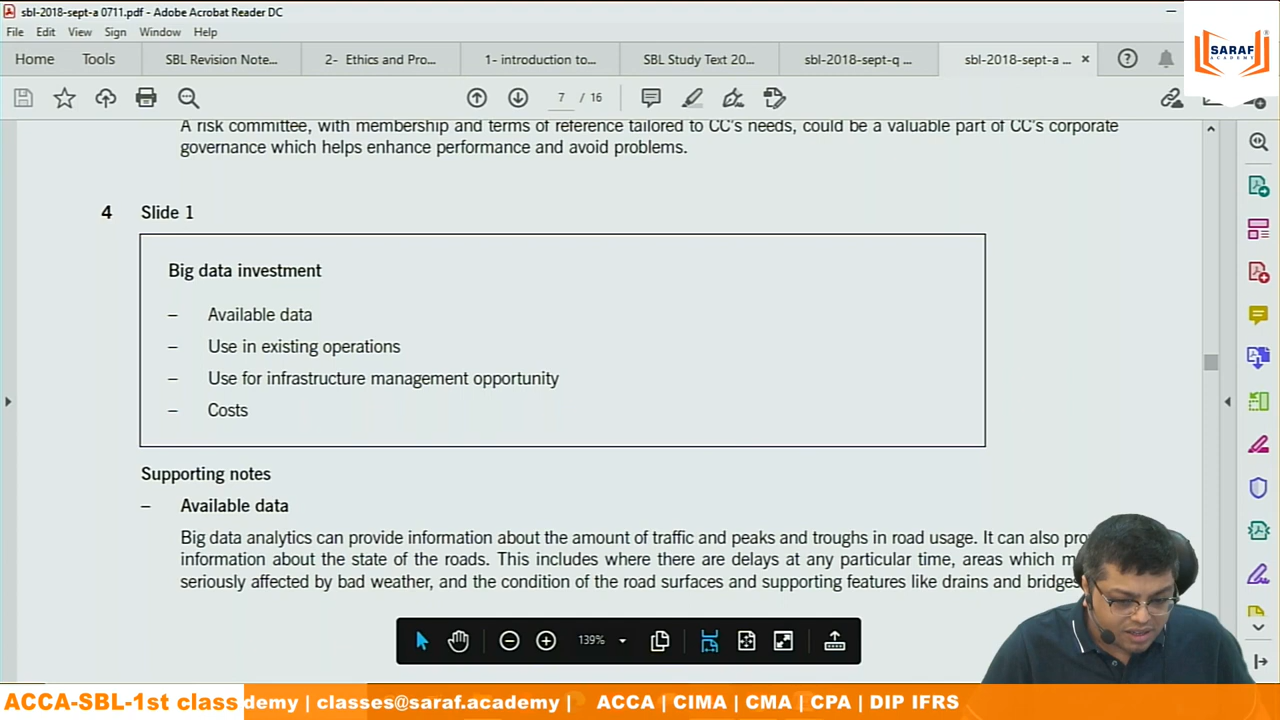 sbl-2018-sept-a 0711.pdf - Adobe Acrobat Reader DC
File Edit View Sign Window Help
Home Tools SBL Revision Note... 2- Ethics and Pro... 1- introduction to... SBL Study Text 20... sbl-2018-sept-q ... sbl-2018-sept-a ... ×
SARAF
ACADEMY
7 / 16
A risk committee, with membership and terms of reference tailored to CC's needs, could be a valuable part of CC's corporate
governance which helps enhance performance and avoid problems.
4 Slide 1
Big data investment
– Available data
– Use in existing operations
– Use for infrastructure management opportunity
– Costs
Supporting notes
– Available data
Big data analytics can provide information about the amount of traffic and peaks and troughs in road usage. It can also
information about the state of the roads. This includes where there are delays at any particular time, areas which
seriously affected by bad weather, and the condition of the road surfaces and supporting features like drains and bridges
139%
ACCA-SBL-1st class demy | classes@saraf.academy | ACCA | CIMA | CMA | CPA | DIP IFRS